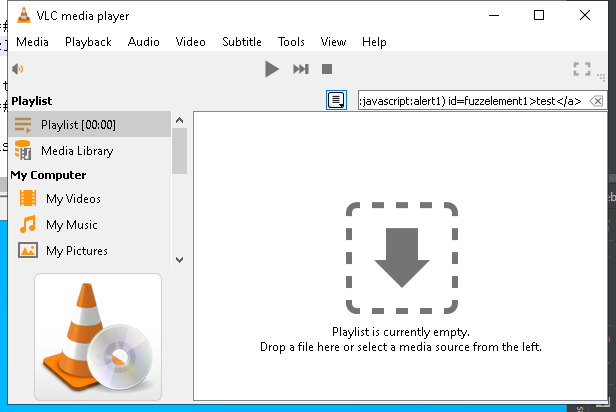 VLC media player
Media Playback Audio Video Subtitle Tools View Help
Playlist
:javascript:alert1) id=fuzzelement1>test</a>
Playlist [00:00]
Media Library
My Computer
My Videos
My Music
My Pictures
Playlist is currently empty.
Drop a file here or select a media source from the left.